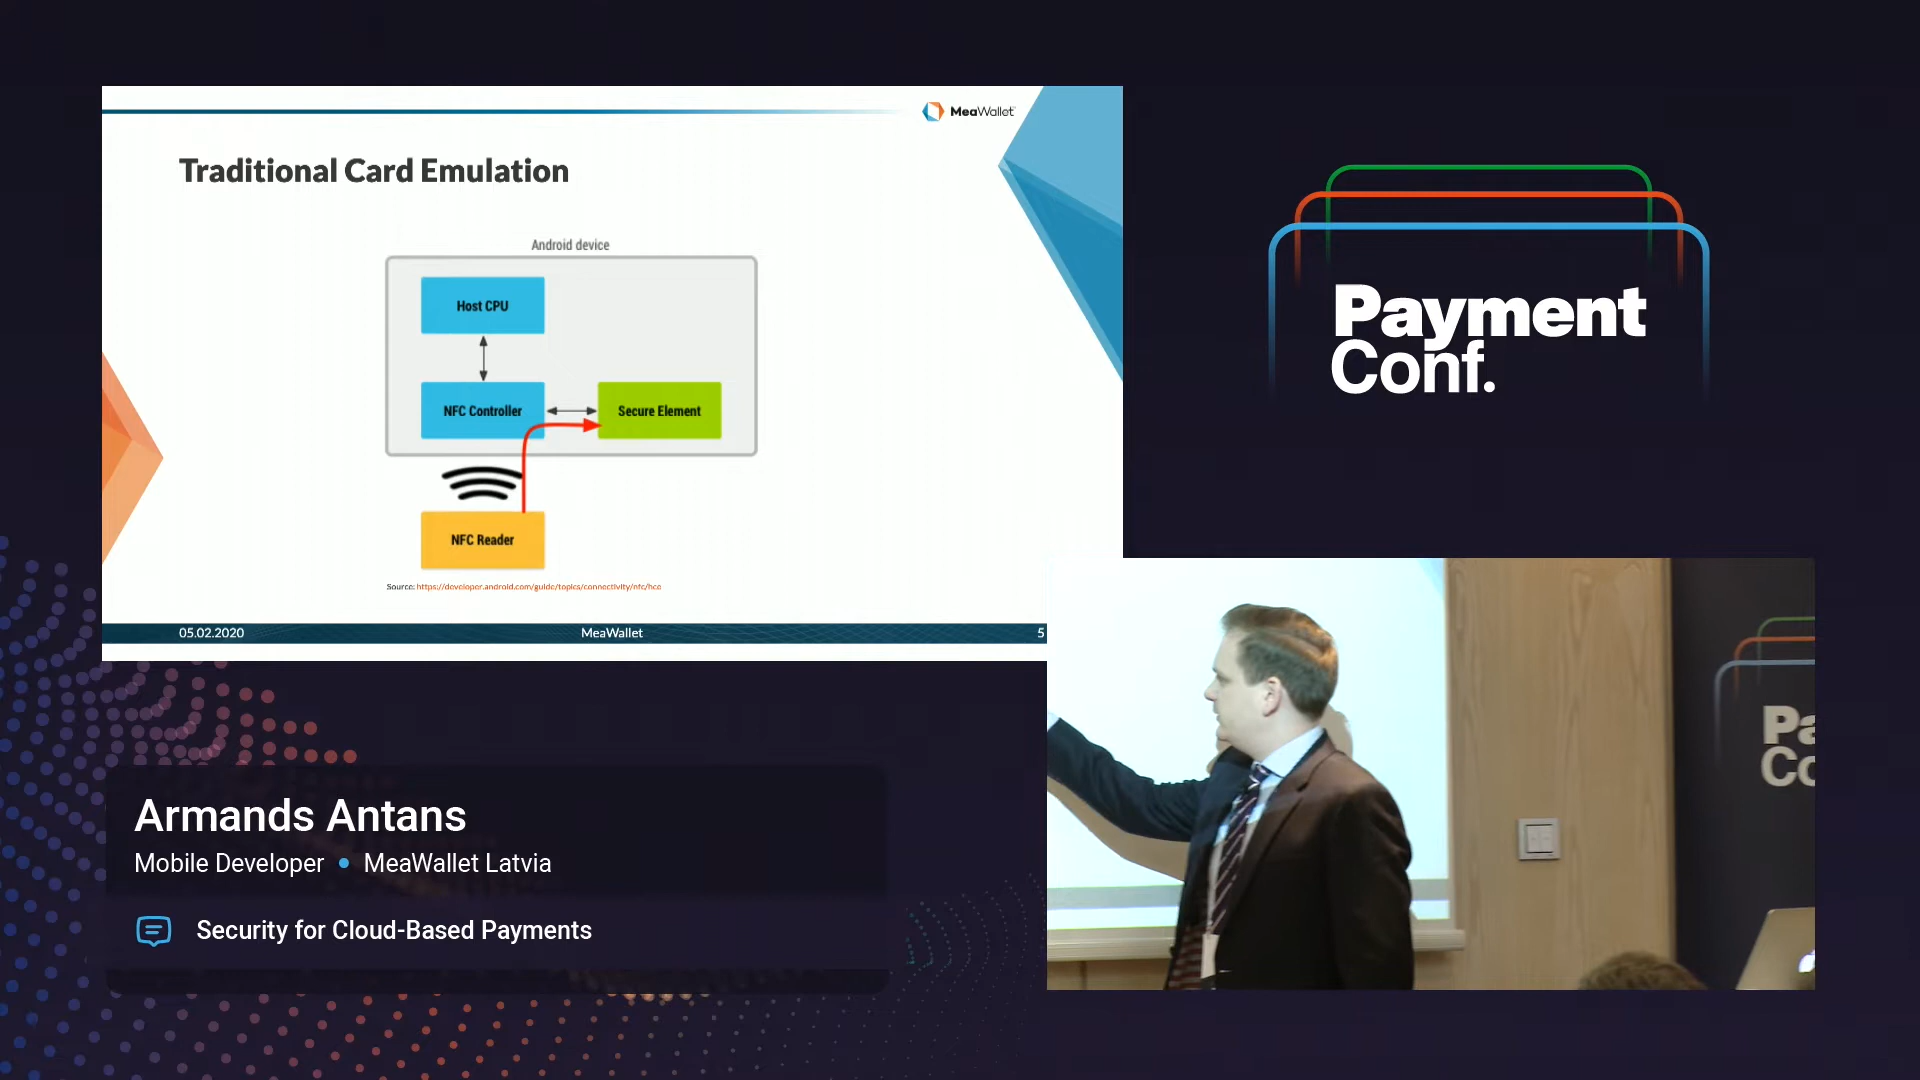 MeaWallet
Traditional Card Emulation
Android device
Host CPU
NFC Controller
Secure Element
NFC Reader
Source: https://developer.android.com/guide/topics/connectivity/nfc/hce
05.02.2020
MeaWallet
5
Payment
Conf.
Pa
Co
Armands Antans
Mobile Developer • MeaWallet Latvia
Security for Cloud-Based Payments